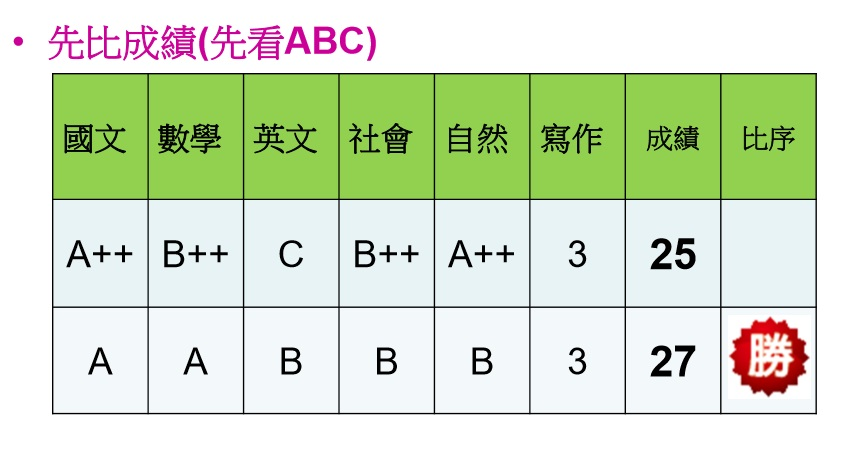 • 先比成績(先看ABC)
國文 數學 英文 社會 自然 寫作 成績 比序
A++ B++ C B++ A++ 3 25
A A B B B 3 27 勝